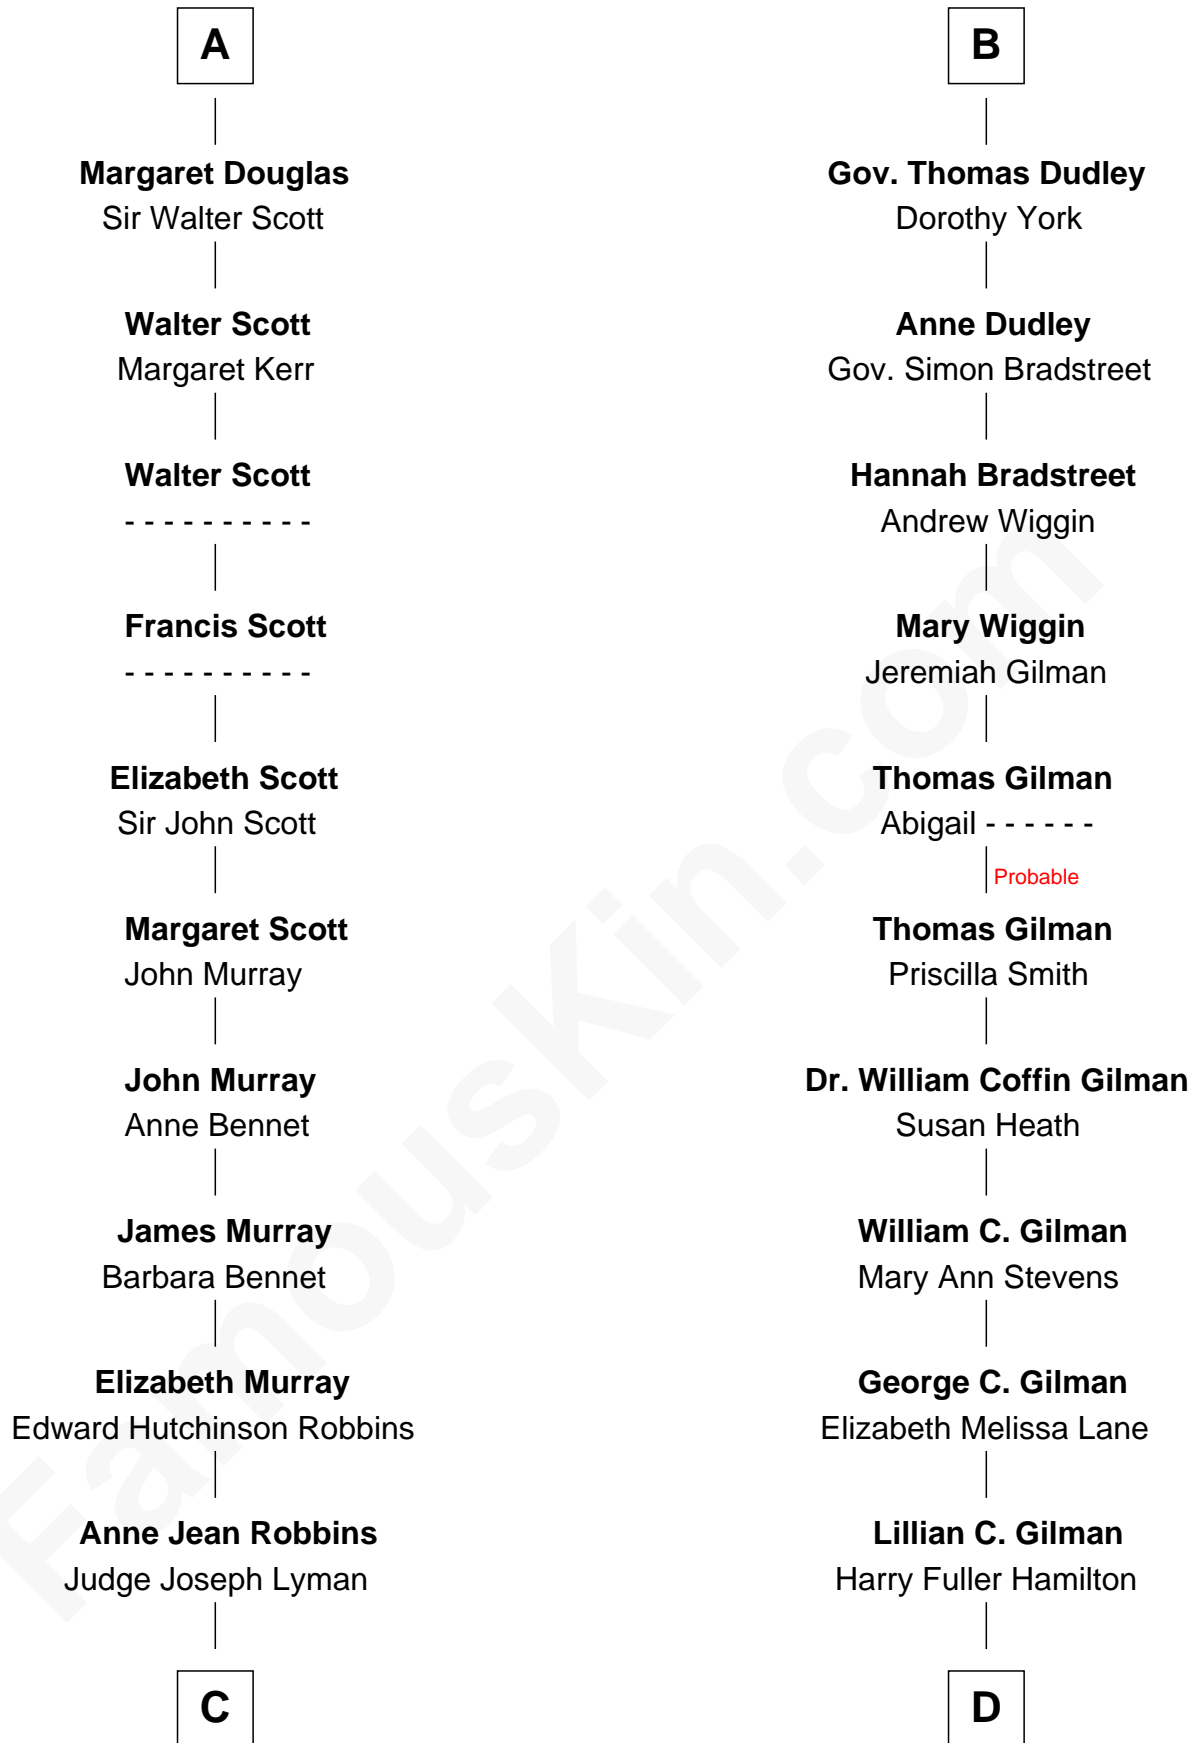 A
Margaret Douglas
Sir Walter Scott
Walter Scott
Margaret Kerr
Walter Scott
- - - - - - - - - -
Francis Scott
- - - - - - - - - -
Elizabeth Scott
Sir John Scott
Margaret Scott
John Murray
John Murray
Anne Bennet
James Murray
Barbara Bennet
Elizabeth Murray
Edward Hutchinson Robbins
Anne Jean Robbins
Judge Joseph Lyman
C
B
Gov. Thomas Dudley
Dorothy York
Anne Dudley
Gov. Simon Bradstreet
Hannah Bradstreet
Andrew Wiggin
Mary Wiggin
Jeremiah Gilman
Thomas Gilman
Abigail - - - - - -
Probable
Thomas Gilman
Priscilla Smith
Dr. William Coffin Gilman
Susan Heath
William C. Gilman
Mary Ann Stevens
George C. Gilman
Elizabeth Melissa Lane
Lillian C. Gilman
Harry Fuller Hamilton
D
FamousKin.com